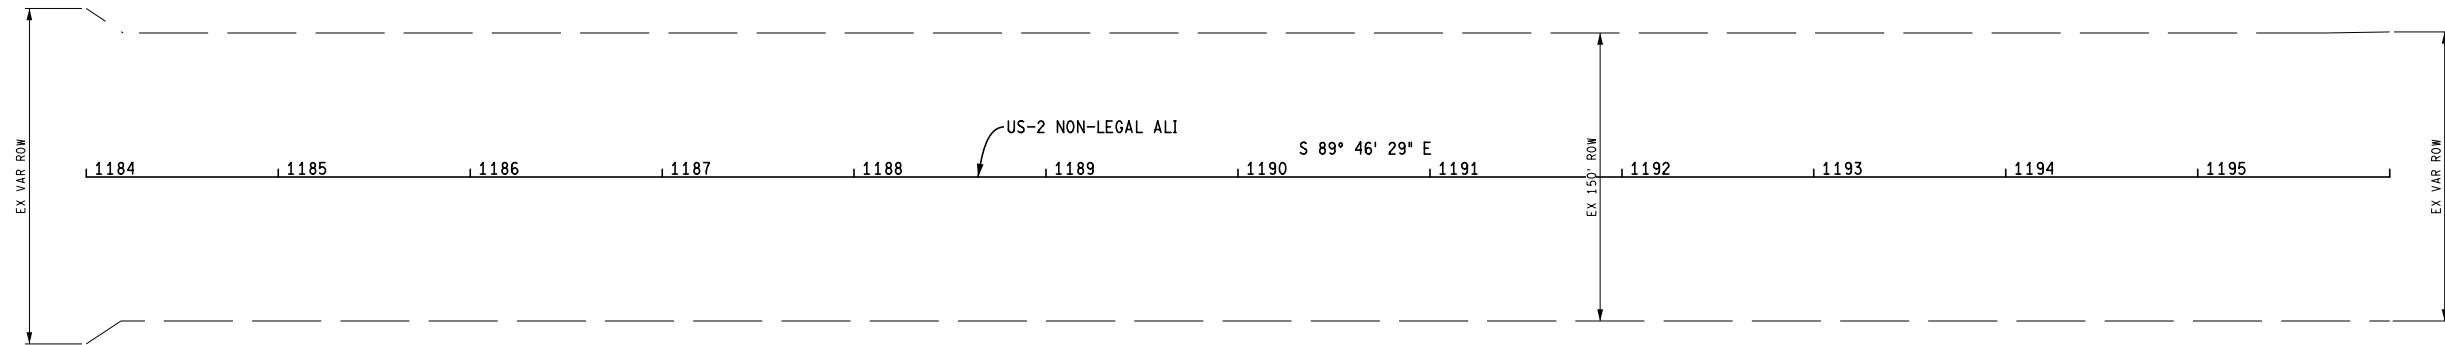 US-2 NON-LEGAL ALI
S 89° 46' 29" E
1184 1185 1186 1187 1188 1189 1190 1191 1192 1193 1194 1195
EX VAR ROW
EX 150' ROW
EX VAR ROW